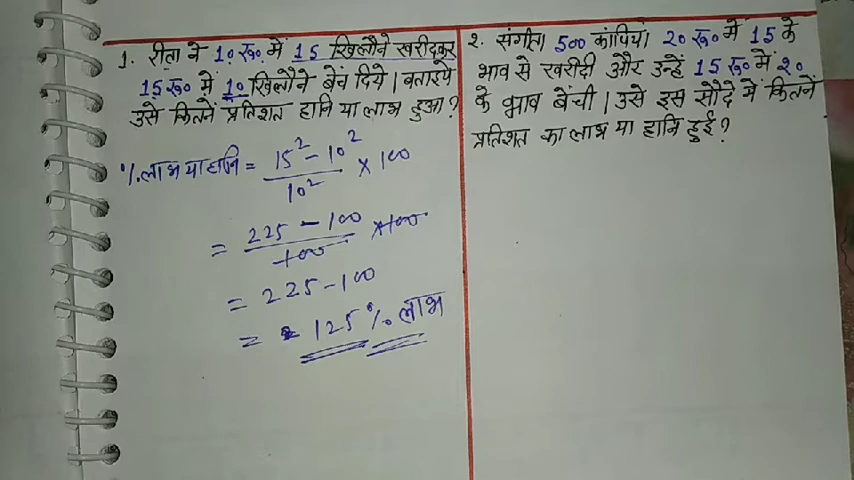 1. रीता ने 10 रू० में 15 खिलौने खरीदकर
15 रू० में 10 खिलौने बेंच दिये। बताइये
उसे कितनें प्रतिशत हानि या लाभ हुआ?
%लाभ या हानि = 15² - 10² / 10² × 100
= 225 - 100 / 100 × 100
= 225 - 100
= 125% लाभ
२. संगीता 500 कांपियां 20 रू० में 15 के
भाव से खरीदी और उन्हें 15 रू० में २०
के भाव बेंची। उसे इस सौदे में कितनें
प्रतिशत का लाभ या हानि हुई?